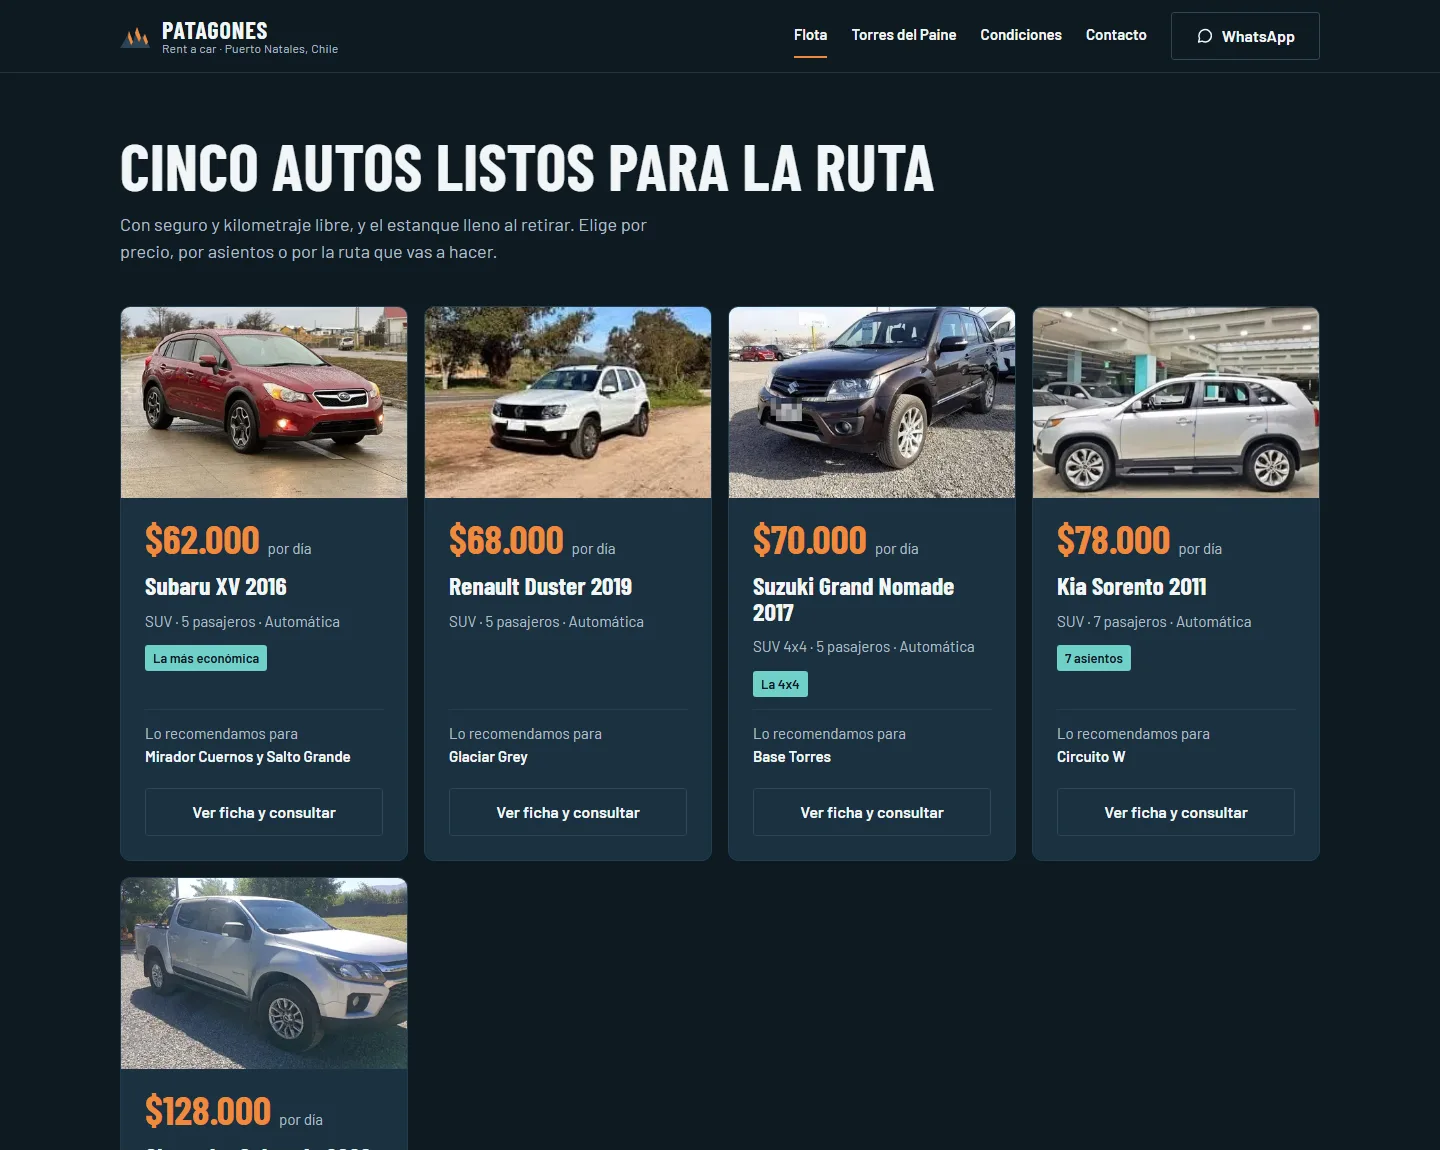 PATAGONES
Rent a car · Puerto Natales, Chile
Flota
Torres del Paine
Condiciones
Contacto
WhatsApp
CINCO AUTOS LISTOS PARA LA RUTA
Con seguro y kilometraje libre, y el estanque lleno al retirar. Elige por
precio, por asientos o por la ruta que vas a hacer.
$62.000 por día
Subaru XV 2016
SUV · 5 pasajeros · Automática
La más económica
Lo recomendamos para
Mirador Cuernos y Salto Grande
Ver ficha y consultar
$68.000 por día
Renault Duster 2019
SUV · 5 pasajeros · Automática
Lo recomendamos para
Glaciar Grey
Ver ficha y consultar
$70.000 por día
Suzuki Grand Nomade
2017
SUV 4x4 · 5 pasajeros · Automática
La 4x4
Lo recomendamos para
Base Torres
Ver ficha y consultar
$78.000 por día
Kia Sorento 2011
SUV · 7 pasajeros · Automática
7 asientos
Lo recomendamos para
Circuito W
Ver ficha y consultar
$128.000 por día